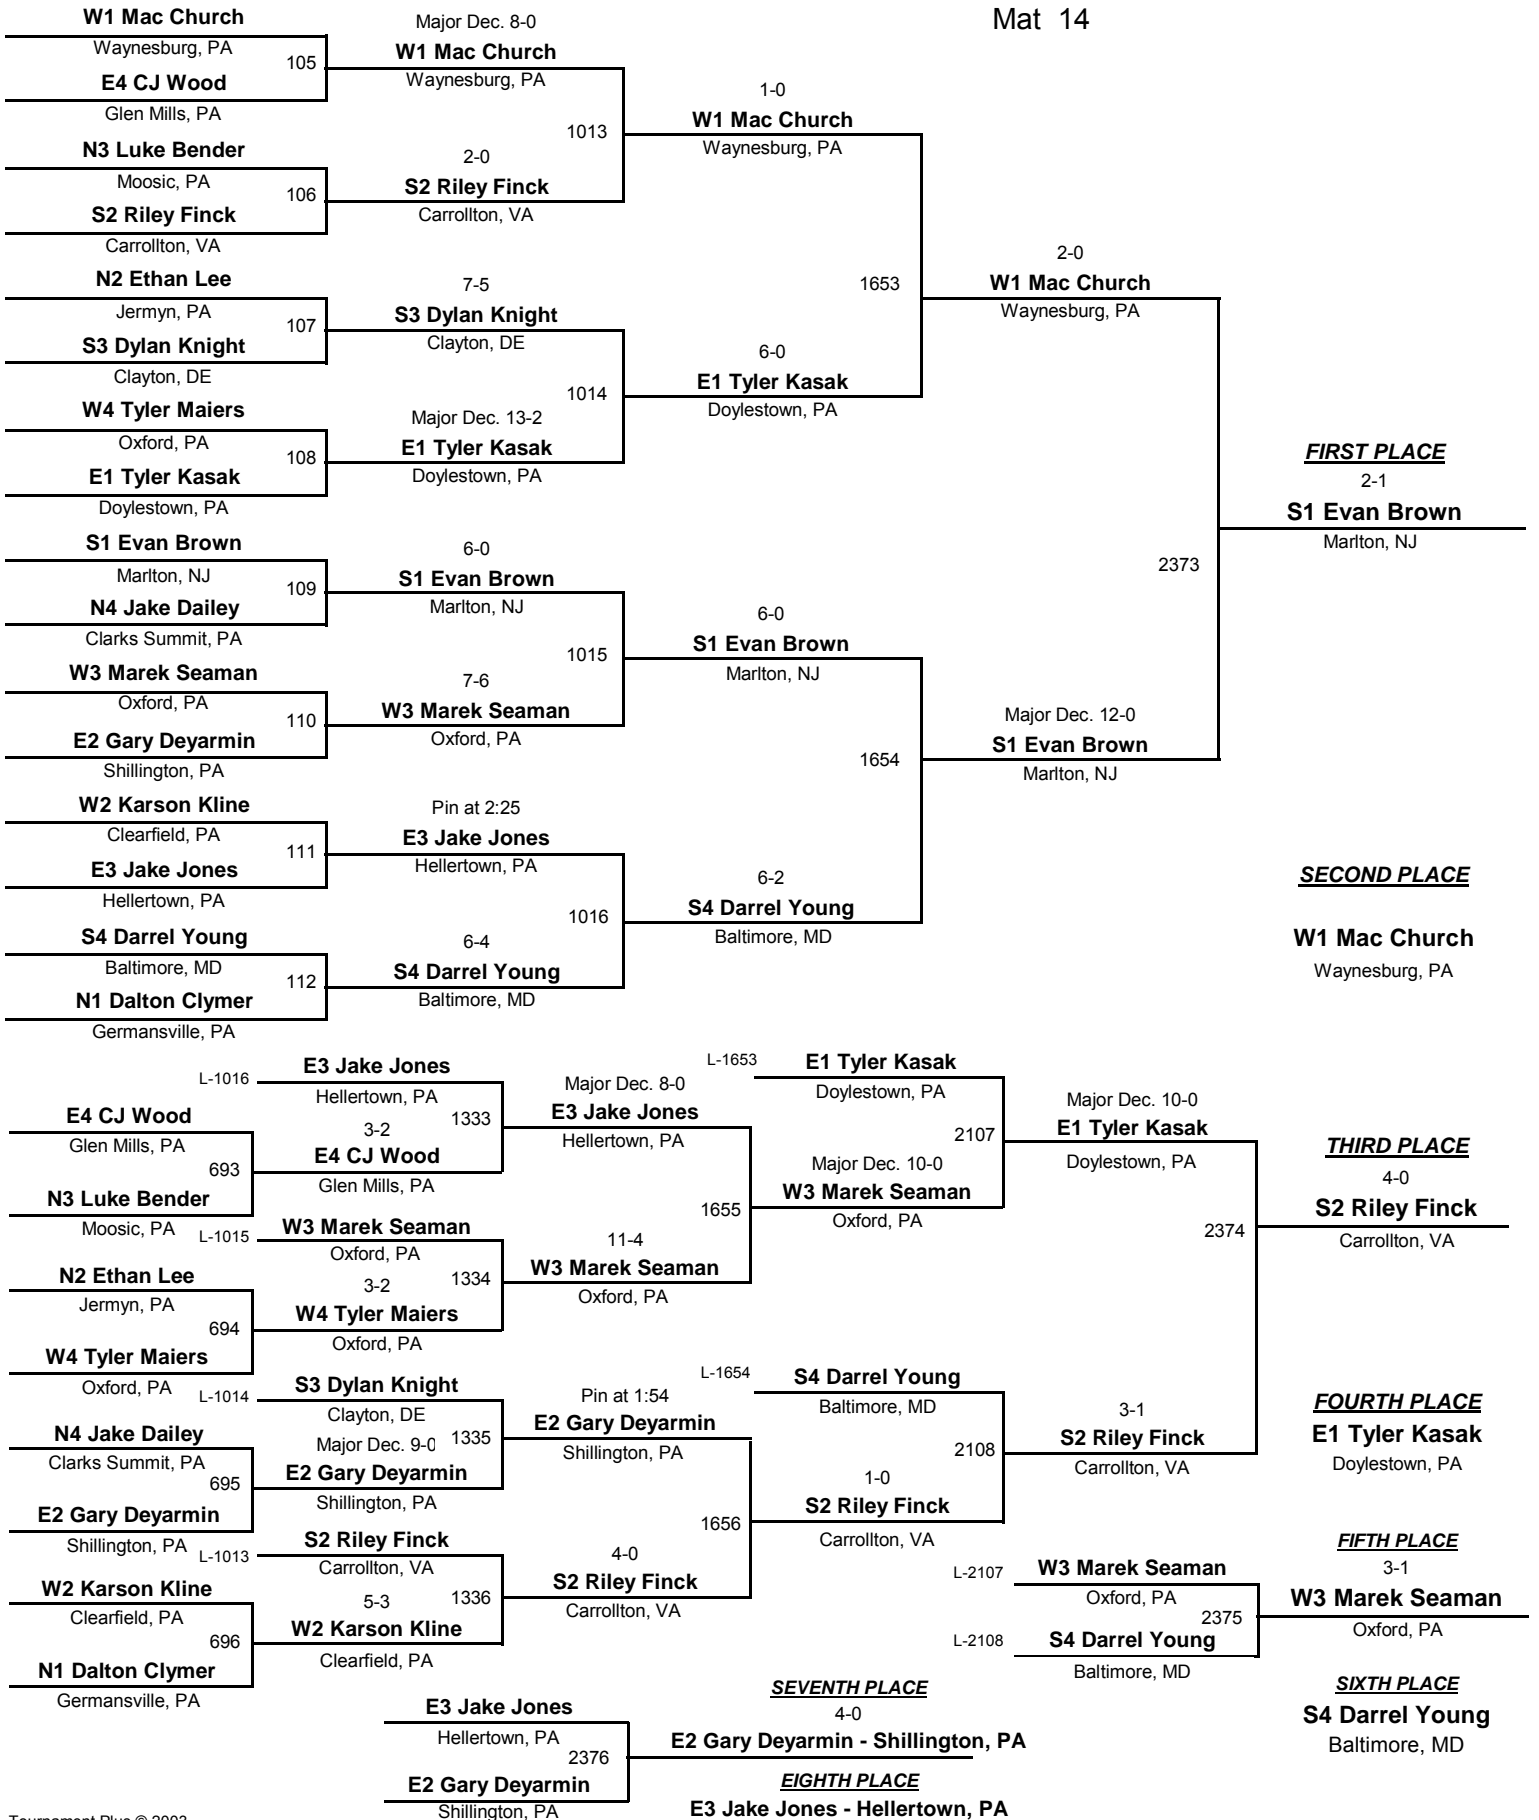 Mat 14
W1 Mac Church
Waynesburg, PA
105
E4 CJ Wood
Glen Mills, PA
N3 Luke Bender
Moosic, PA
106
S2 Riley Finck
Carrollton, VA
N2 Ethan Lee
Jermyn, PA
107
S3 Dylan Knight
Clayton, DE
W4 Tyler Maiers
Oxford, PA
108
E1 Tyler Kasak
Doylestown, PA
S1 Evan Brown
Marlton, NJ
109
N4 Jake Dailey
Clarks Summit, PA
W3 Marek Seaman
Oxford, PA
110
E2 Gary Deyarmin
Shillington, PA
W2 Karson Kline
Clearfield, PA
111
E3 Jake Jones
Hellertown, PA
S4 Darrel Young
Baltimore, MD
112
N1 Dalton Clymer
Germansville, PA
Major Dec. 8-0
W1 Mac Church
Waynesburg, PA
1013
2-0
S2 Riley Finck
Carrollton, VA
7-5
S3 Dylan Knight
Clayton, DE
1014
Major Dec. 13-2
E1 Tyler Kasak
Doylestown, PA
6-0
S1 Evan Brown
Marlton, NJ
1015
7-6
W3 Marek Seaman
Oxford, PA
Pin at 2:25
E3 Jake Jones
Hellertown, PA
1016
6-4
S4 Darrel Young
Baltimore, MD
1-0
W1 Mac Church
Waynesburg, PA
1653
6-0
E1 Tyler Kasak
Doylestown, PA
6-0
S1 Evan Brown
Marlton, NJ
1654
6-2
S4 Darrel Young
Baltimore, MD
2-0
W1 Mac Church
Waynesburg, PA
2373
Major Dec. 12-0
S1 Evan Brown
Marlton, NJ
FIRST PLACE
2-1
S1 Evan Brown
Marlton, NJ
SECOND PLACE
W1 Mac Church
Waynesburg, PA
E4 CJ Wood
Glen Mills, PA
693
N3 Luke Bender
Moosic, PA
N2 Ethan Lee
Jermyn, PA
694
W4 Tyler Maiers
Oxford, PA
N4 Jake Dailey
Clarks Summit, PA
695
E2 Gary Deyarmin
Shillington, PA
W2 Karson Kline
Clearfield, PA
696
N1 Dalton Clymer
Germansville, PA
L-1016
E3 Jake Jones
Hellertown, PA
1333
3-2
E4 CJ Wood
Glen Mills, PA
L-1015
W3 Marek Seaman
Oxford, PA
1334
3-2
W4 Tyler Maiers
Oxford, PA
L-1014
S3 Dylan Knight
Clayton, DE
1335
Major Dec. 9-0
E2 Gary Deyarmin
Shillington, PA
L-1013
S2 Riley Finck
Carrollton, VA
1336
5-3
W2 Karson Kline
Clearfield, PA
Major Dec. 8-0
E3 Jake Jones
Hellertown, PA
1655
11-4
W3 Marek Seaman
Oxford, PA
Pin at 1:54
E2 Gary Deyarmin
Shillington, PA
1656
4-0
S2 Riley Finck
Carrollton, VA
L-1653
E1 Tyler Kasak
Doylestown, PA
2107
Major Dec. 10-0
W3 Marek Seaman
Oxford, PA
L-1654
S4 Darrel Young
Baltimore, MD
2108
1-0
S2 Riley Finck
Carrollton, VA
Major Dec. 10-0
E1 Tyler Kasak
Doylestown, PA
2374
3-1
S2 Riley Finck
Carrollton, VA
THIRD PLACE
4-0
S2 Riley Finck
Carrollton, VA
FOURTH PLACE
E1 Tyler Kasak
Doylestown, PA
L-2107
W3 Marek Seaman
Oxford, PA
2375
L-2108
S4 Darrel Young
Baltimore, MD
FIFTH PLACE
3-1
W3 Marek Seaman
Oxford, PA
SIXTH PLACE
S4 Darrel Young
Baltimore, MD
E3 Jake Jones
Hellertown, PA
2376
E2 Gary Deyarmin
Shillington, PA
SEVENTH PLACE
4-0
E2 Gary Deyarmin - Shillington, PA
EIGHTH PLACE
E3 Jake Jones - Hellertown, PA
Tournament Plus © 2003